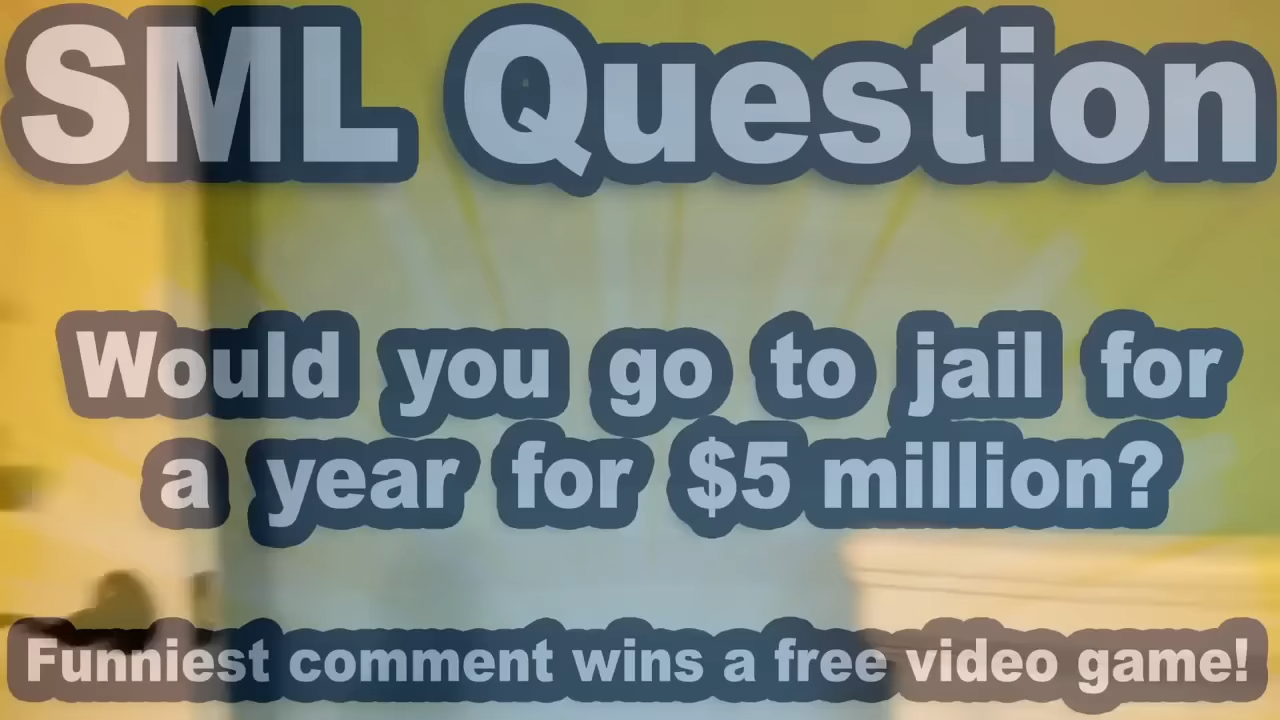 SML Question
Would you go to jail for
a year for $5 million?
Funniest comment wins a free video game!